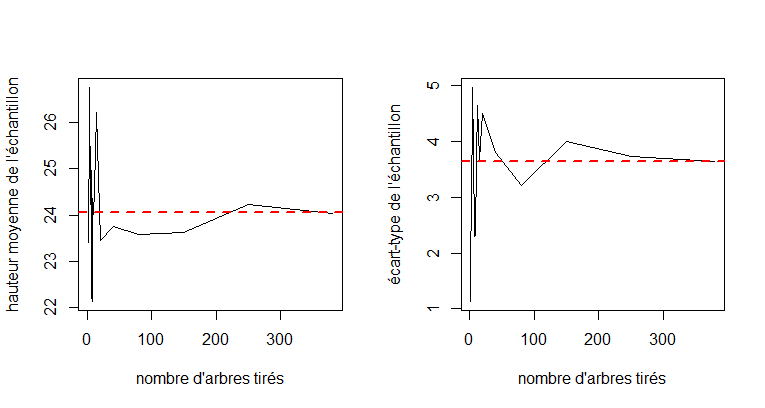 hauteur moyenne de l'échantillon
26
25
24
23
22
0 100 200 300
nombre d'arbres tirés
écart-type de l'échantillon
5
4
3
2
1
0 100 200 300
nombre d'arbres tirés